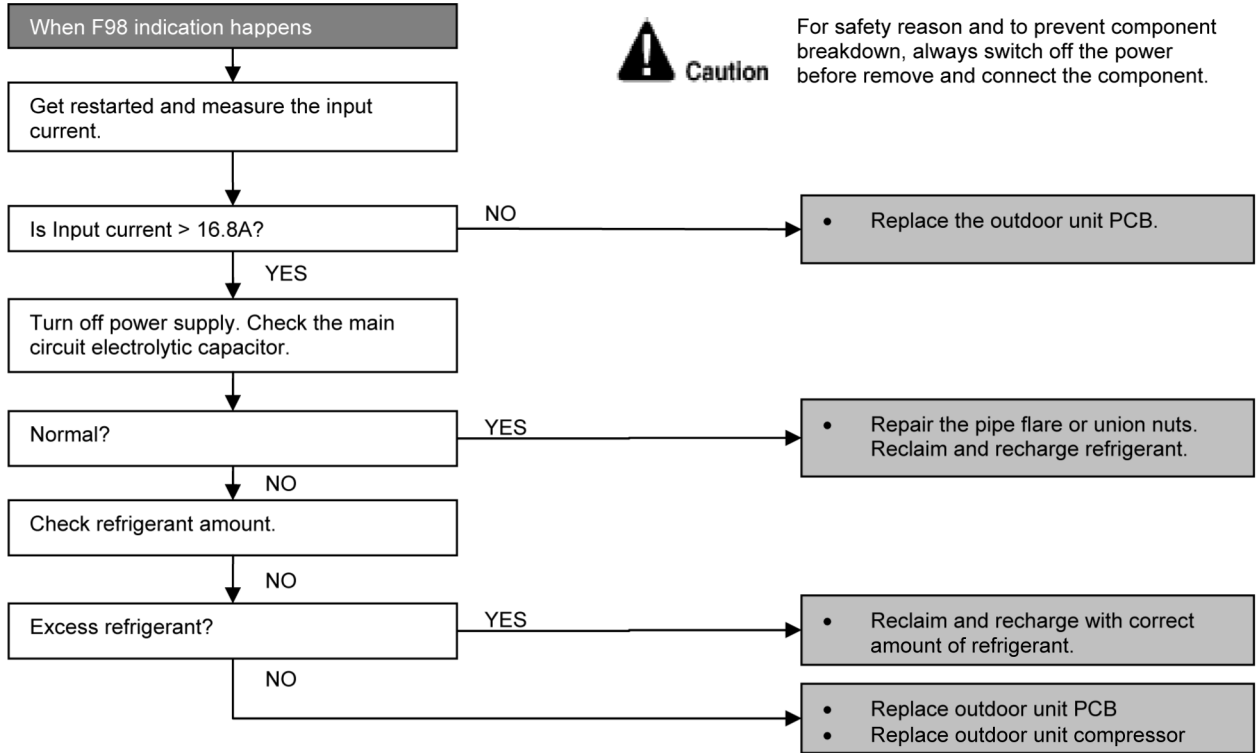 When F98 indication happens
Caution
For safety reason and to prevent component
breakdown, always switch off the power
before remove and connect the component.
Get restarted and measure the input
current.
Is Input current > 16.8A?
NO
• Replace the outdoor unit PCB.
YES
Turn off power supply. Check the main
circuit electrolytic capacitor.
Normal?
YES
• Repair the pipe flare or union nuts.
Reclaim and recharge refrigerant.
NO
Check refrigerant amount.
NO
Excess refrigerant?
YES
• Reclaim and recharge with correct
amount of refrigerant.
NO
• Replace outdoor unit PCB
• Replace outdoor unit compressor